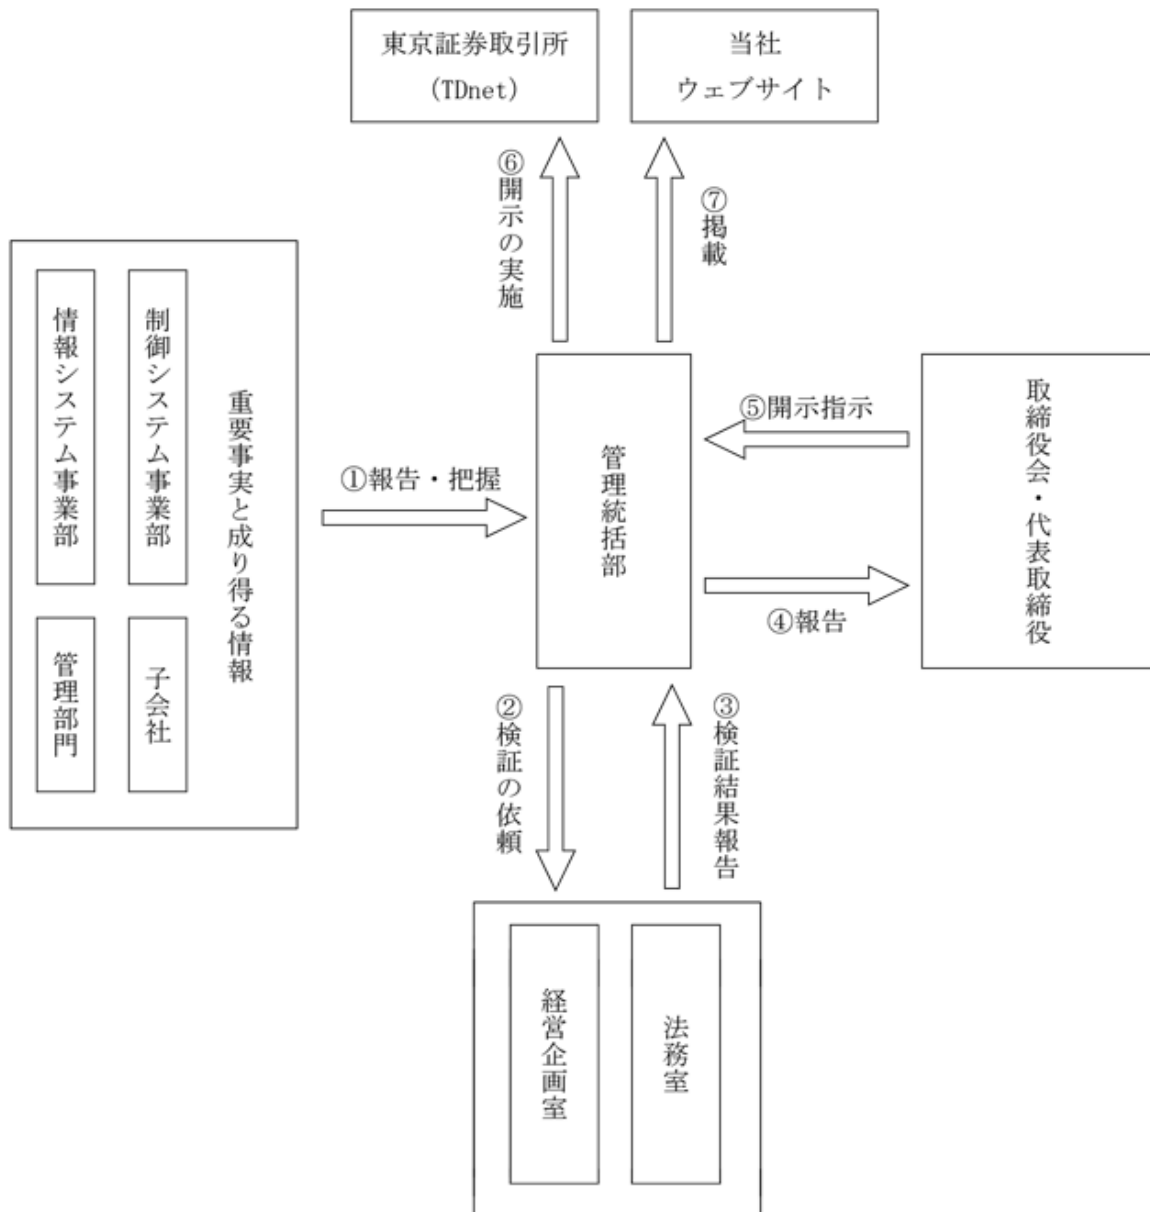 東京証券取引所
(TDnet)
当社
ウェブサイト
⑥開示の実施
⑦掲載
情報システム事業部
制御システム事業部
管理部門
子会社
重要事実と成り得る情報
①報告・把握
管理統括部
⑤開示指示
④報告
取締役会・代表取締役
②検証の依頼
③検証結果報告
経営企画室
法務室